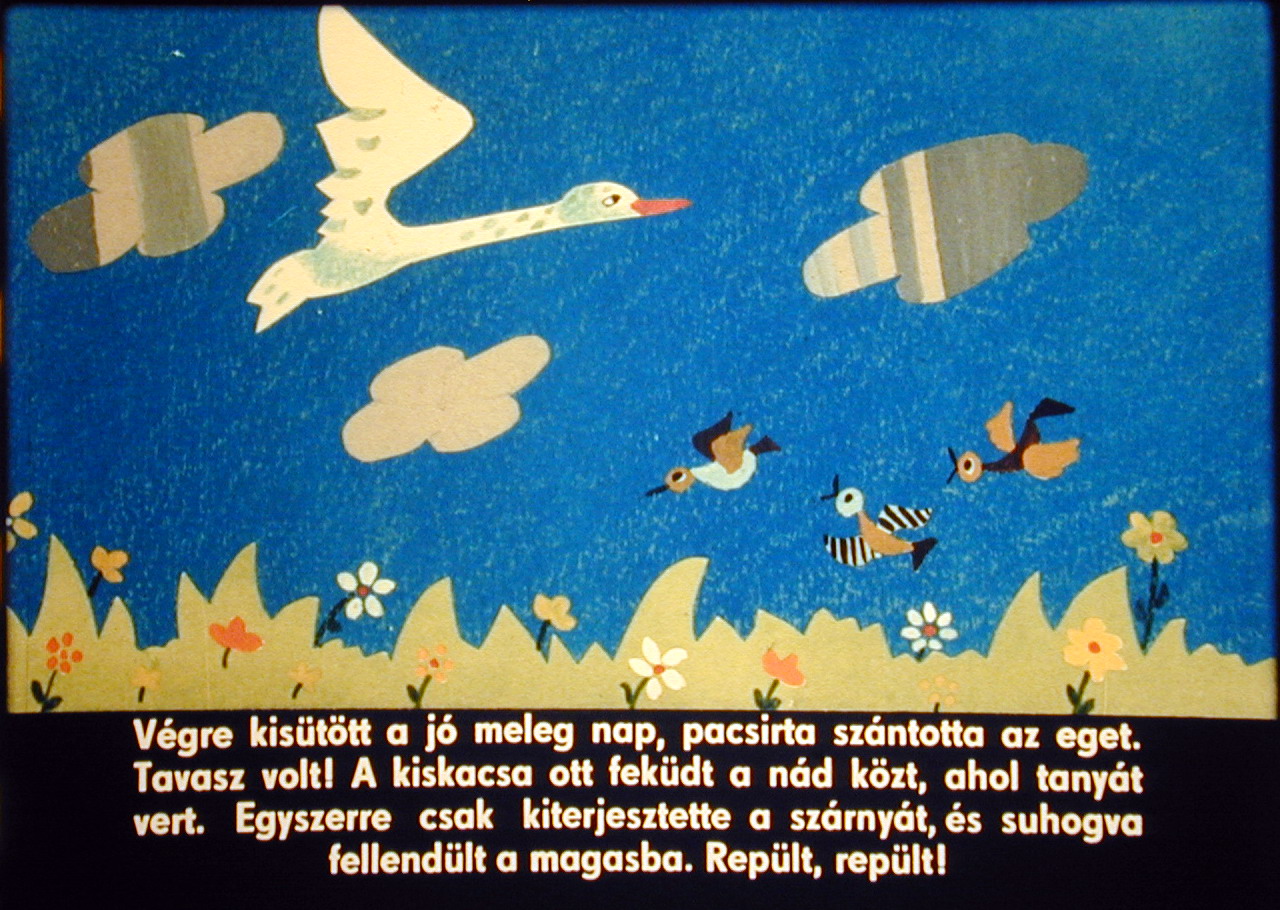 Végre kisütött a jó meleg nap, pacsirta szántotta az eget.
Tavasz volt! A kiskacsa ott feküdt a nád közt, ahol tanyát
vert. Egyszerre csak kiterjesztette a szárnyát, és suhogva
fellendült a magasba. Repült, repült!